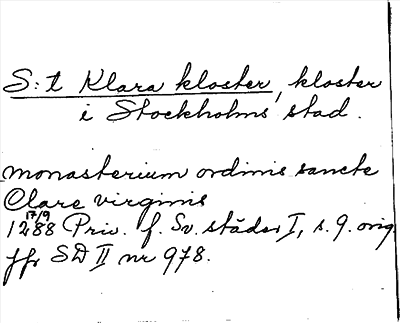 S:t Klara kloster, kloster
i Stockholms stad.
monasterium ordinis sancte
Clare virginis
17/9
1288 Priv. f. Sv. städer I, s. 9. orig
jfr SD II nr 978.